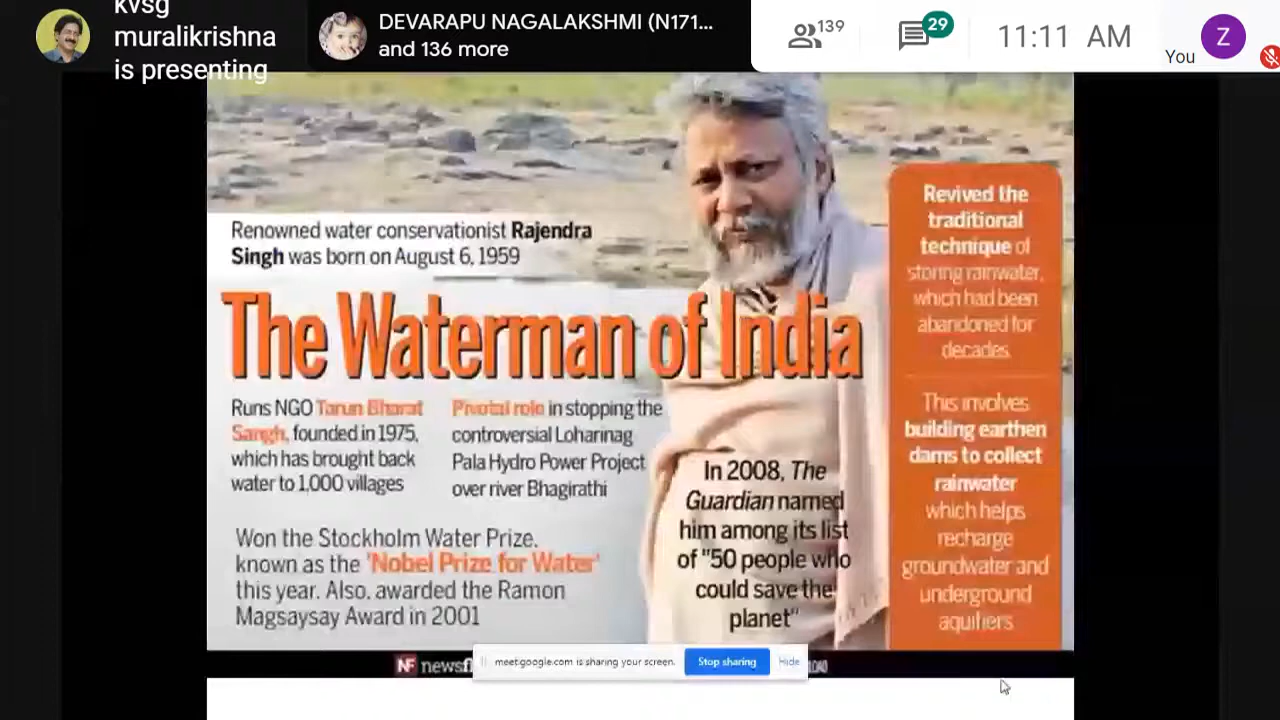 kvsg
muralikrishna
is presenting
DEVARAPU NAGALAKSHMI (N171...
and 136 more
139
29
11:11 AM
You
Z
Renowned water conservationist Rajendra
Singh was born on August 6, 1959
The Waterman of India
Runs NGO Tarun Bharat
Sangh, founded in 1975,
which has brought back
water to 1,000 villages
Pivotal role in stopping the
controversial Loharinag
Pala Hydro Power Project
over river Bhagirathi
Won the Stockholm Water Prize,
known as the 'Nobel Prize for Water'
this year. Also, awarded the Ramon
Magsaysay Award in 2001
In 2008, The
Guardian named
him among its list
of "50 people who
could save the
planet"
Revived the
traditional
technique of
storing rainwater,
which had been
abandoned for
decades.
This involves
building earthen
dams to collect
rainwater
which helps
recharge
groundwater and
underground
aquifiers
NF newsfl
meet.google.com is sharing your screen.
Stop sharing
Hide